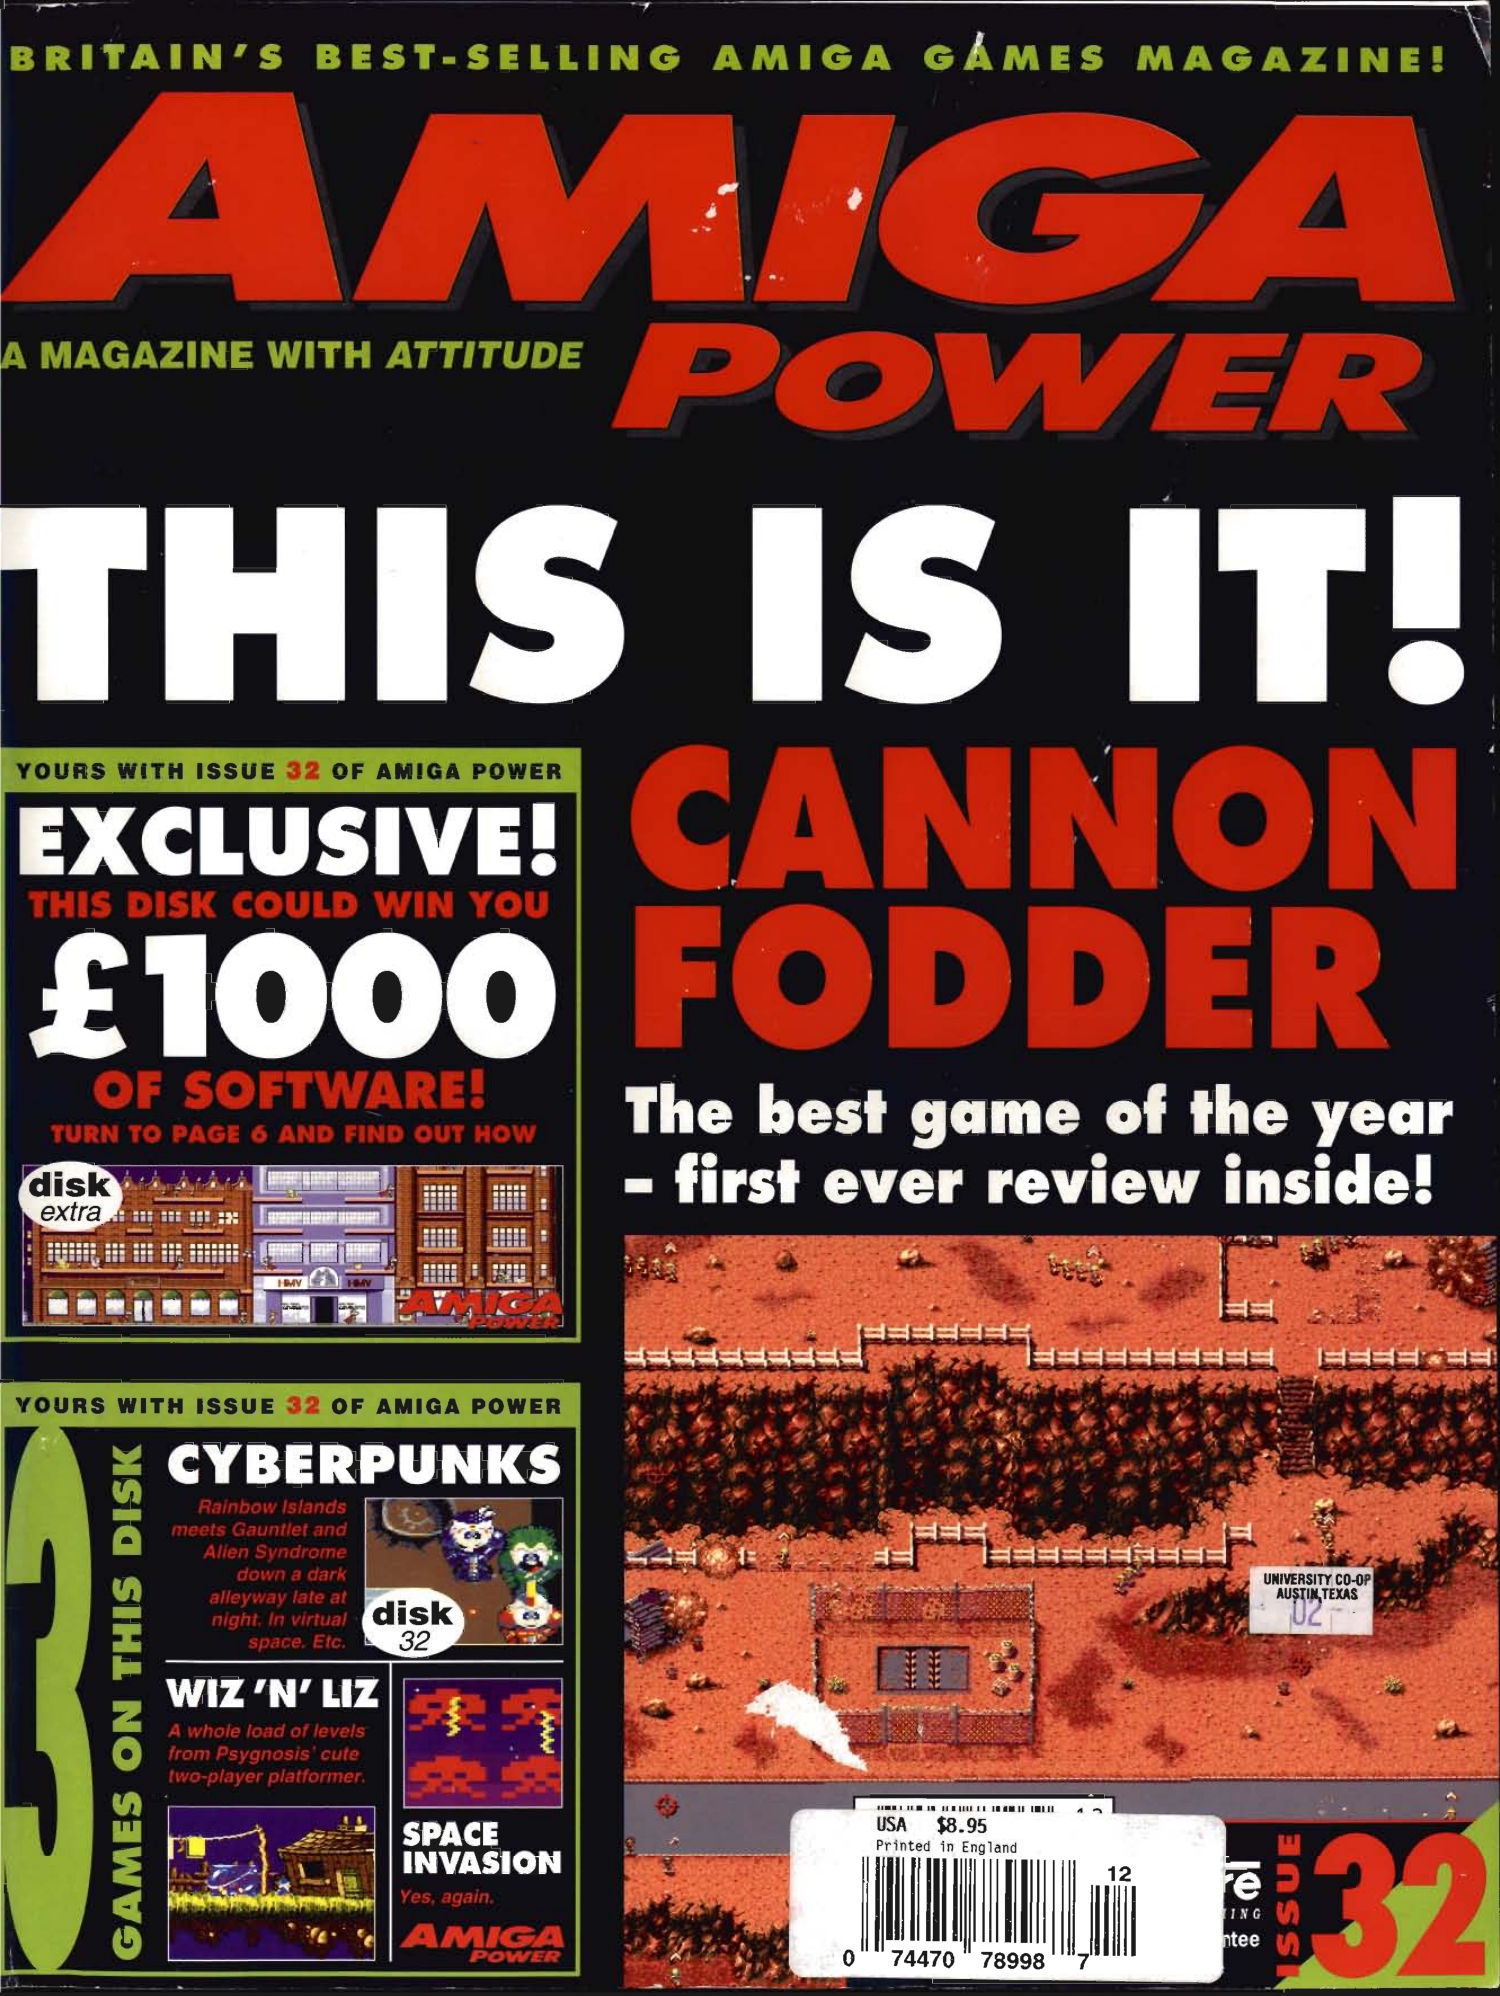 BRITAIN'S BEST-SELLING AMIGA GAMES MAGAZINE!
AMIGA
POWER
A MAGAZINE WITH ATTITUDE
THIS IS IT!
YOURS WITH ISSUE 32 OF AMIGA POWER
EXCLUSIVE!
THIS DISK COULD WIN YOU
£1000
OF SOFTWARE!
TURN TO PAGE 6 AND FIND OUT HOW
disk
extra
HMV
HMV
AMIGA
POWER
CANNON
FODDER
The best game of the year
– first ever review inside!
YOURS WITH ISSUE 32 OF AMIGA POWER
3
GAMES ON THIS DISK
CYBERPUNKS
Rainbow Islands
meets Gauntlet and
Alien Syndrome
down a dark
alleyway late at
night. In virtual
space. Etc.
disk
32
WIZ 'N' LIZ
A whole load of levels
from Psygnosis' cute
two-player platformer.
SPACE
INVASION
Yes, again.
AMIGA
POWER
UNIVERSITY CO-OP
AUSTIN, TEXAS
02
USA $8.95
Printed in England
12
0 74470 78998 7
ISSUE
32